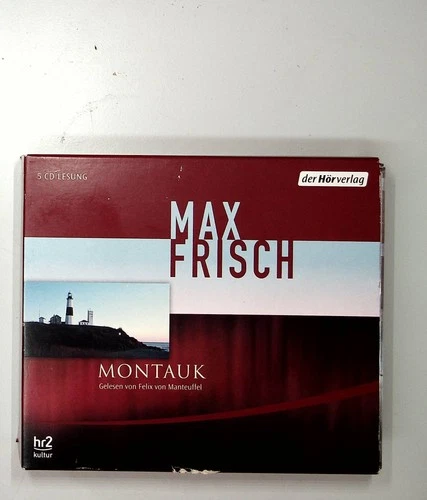 5 CD LESUNG
der Hörverlag
MAX
FRISCH
MONTAUK
Gelesen von Felix von Manteuffel
hr2
kultur